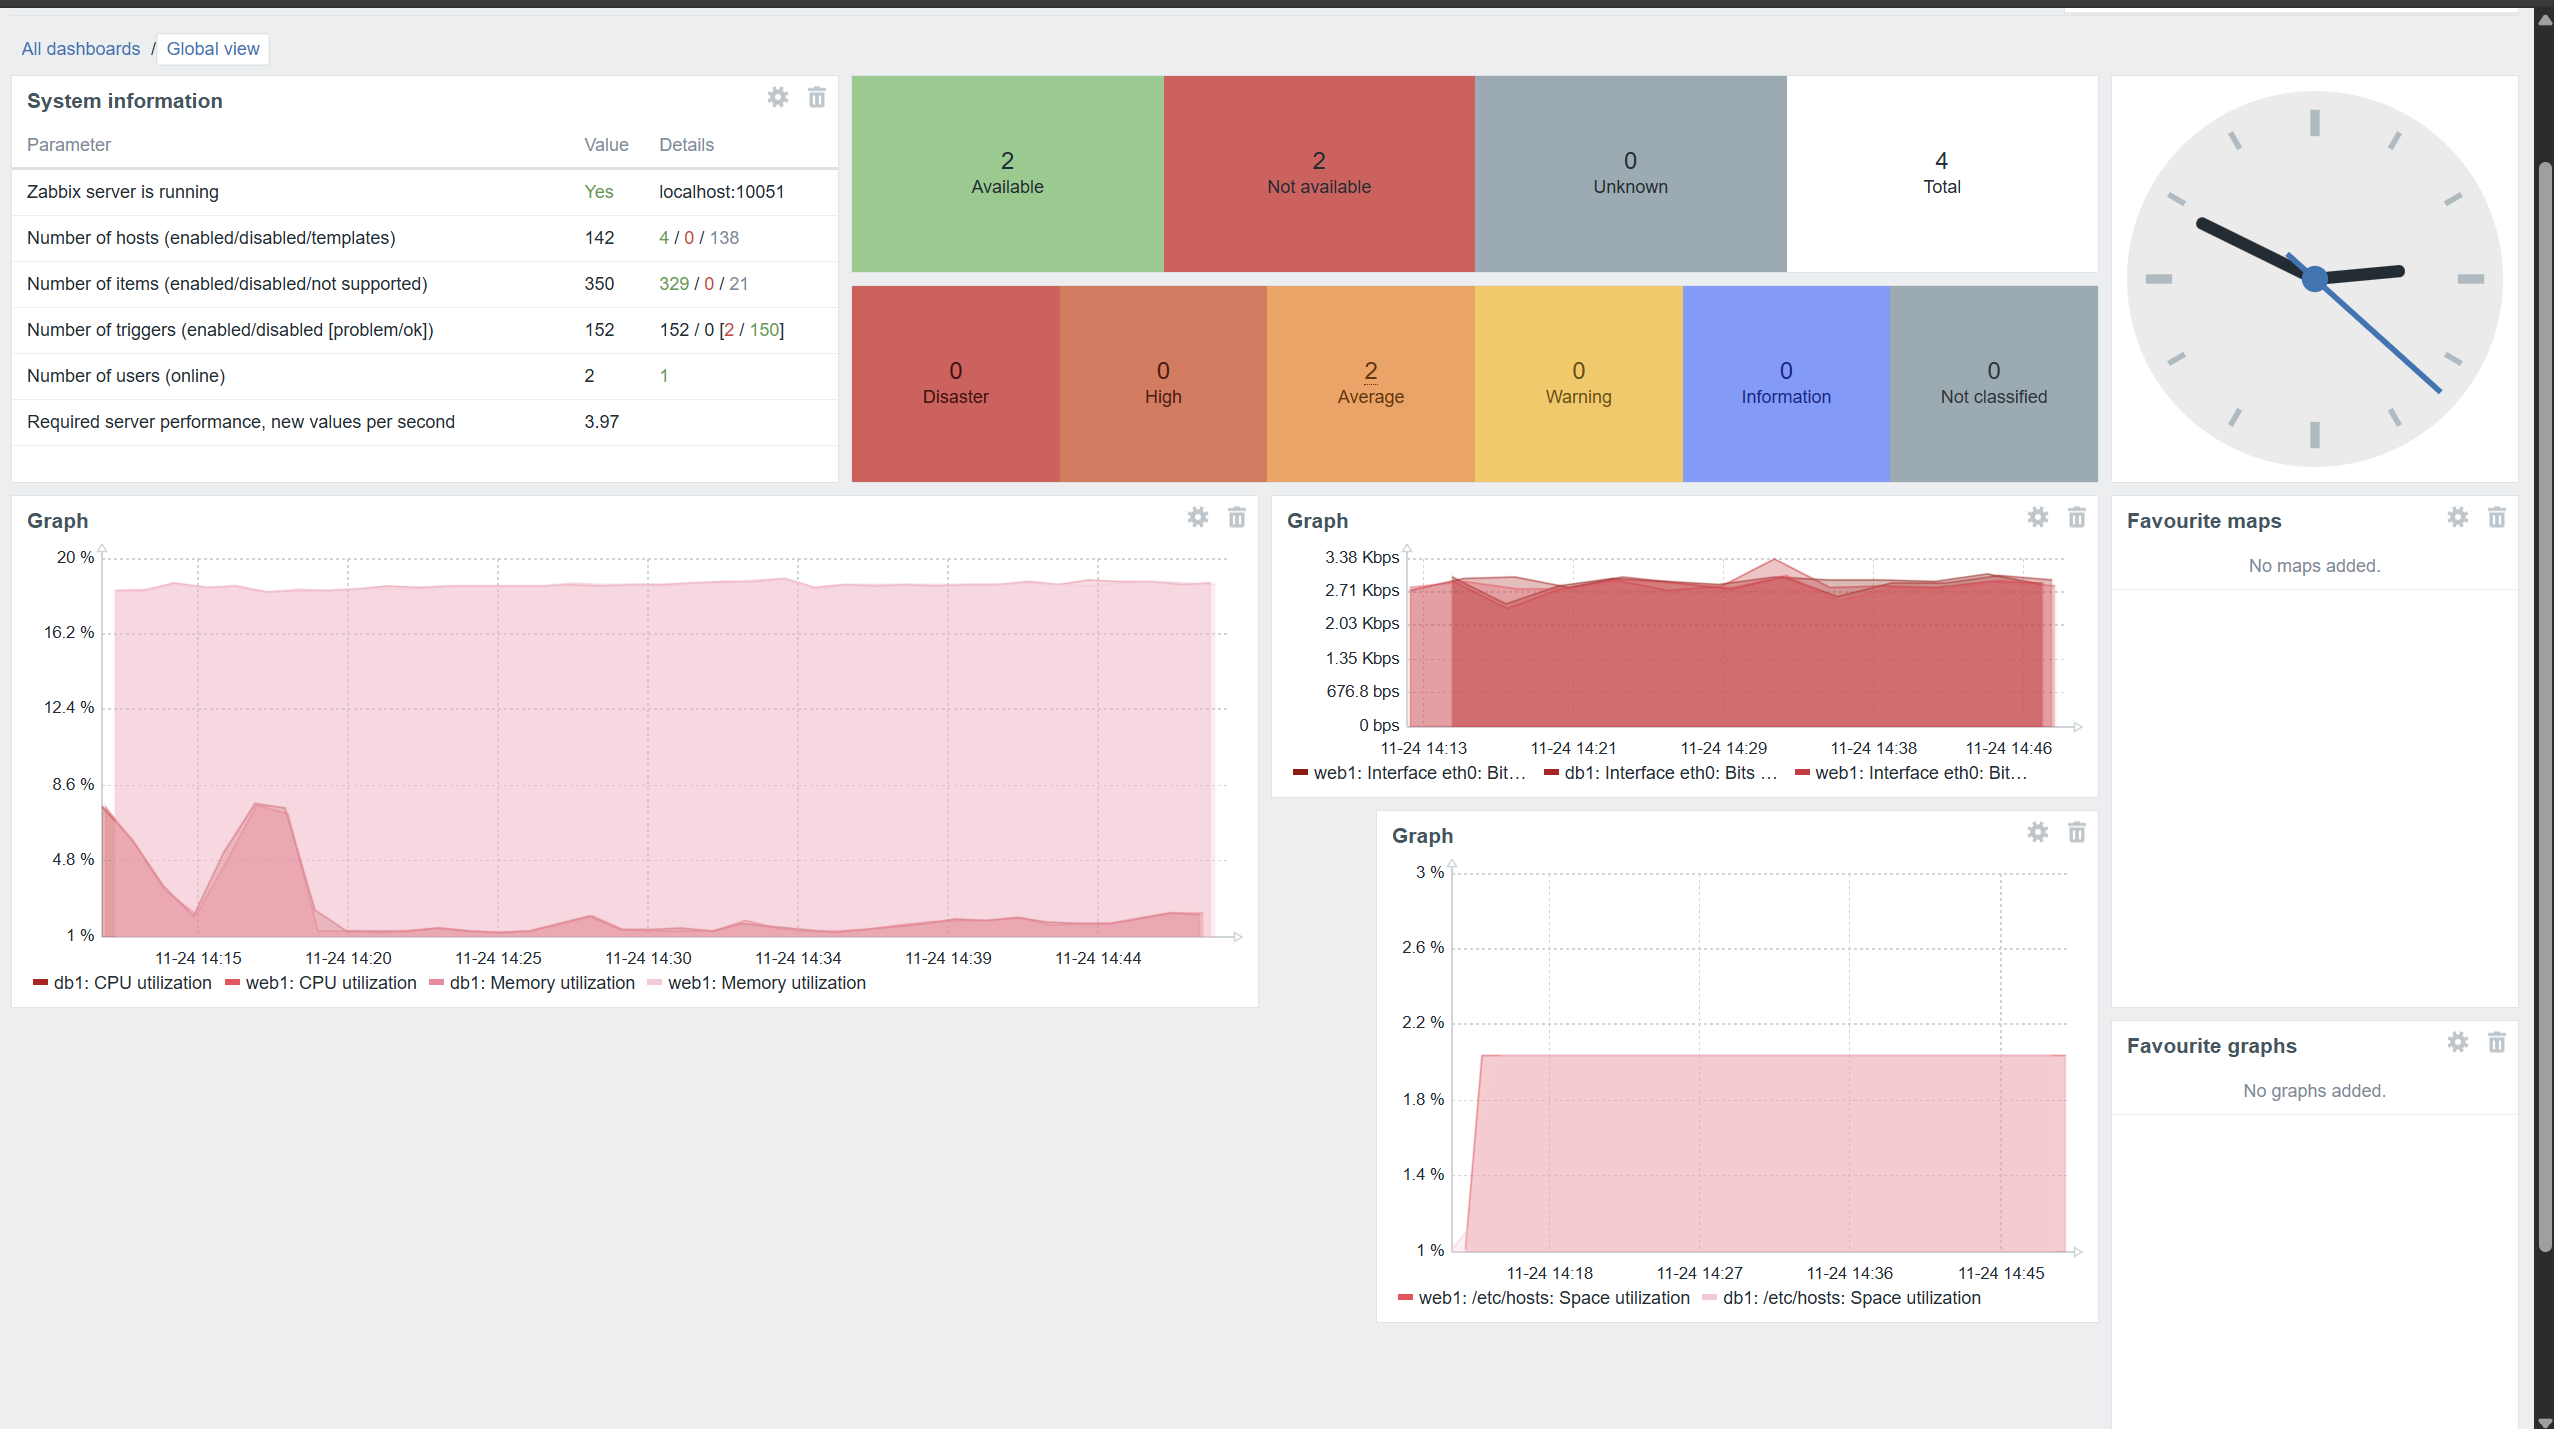 All dashboards / Global view
System information
Parameter Value Details
Zabbix server is running Yes localhost:10051
Number of hosts (enabled/disabled/templates) 142 4 / 0 / 138
Number of items (enabled/disabled/not supported) 350 329 / 0 / 21
Number of triggers (enabled/disabled [problem/ok]) 152 152 / 0 [2 / 150]
Number of users (online) 2 1
Required server performance, new values per second 3.97
2 2 0 4
Available Not available Unknown Total
0 0 2 0 0 0
Disaster High Average Warning Information Not classified
Graph
20 %
16.2 %
12.4 %
8.6 %
4.8 %
1 %
11-24 14:15 11-24 14:20 11-24 14:25 11-24 14:30 11-24 14:34 11-24 14:39 11-24 14:44
db1: CPU utilization web1: CPU utilization db1: Memory utilization web1: Memory utilization
Graph
3.38 Kbps
2.71 Kbps
2.03 Kbps
1.35 Kbps
676.8 bps
0 bps
11-24 14:13 11-24 14:21 11-24 14:29 11-24 14:38 11-24 14:46
web1: Interface eth0: Bit... db1: Interface eth0: Bits ... web1: Interface eth0: Bit...
Graph
3 %
2.6 %
2.2 %
1.8 %
1.4 %
1 %
11-24 14:18 11-24 14:27 11-24 14:36 11-24 14:45
web1: /etc/hosts: Space utilization db1: /etc/hosts: Space utilization
Favourite maps
No maps added.
Favourite graphs
No graphs added.